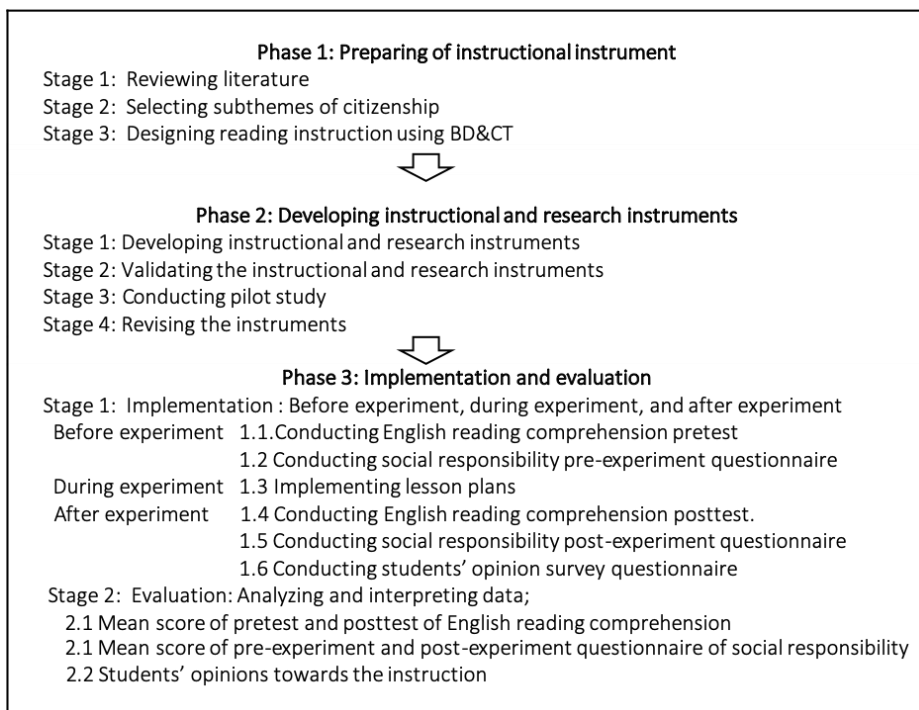 Phase 1: Preparing of instructional instrument
Stage 1:  Reviewing literature
Stage 2:  Selecting subthemes of citizenship
Stage 3:  Designing reading instruction using BD&CT
Phase 2: Developing instructional and research instruments
Stage 1: Developing instructional and research instruments
Stage 2: Validating the instructional and research instruments
Stage 3: Conducting pilot study
Stage 4: Revising the instruments
Phase 3: Implementation and evaluation
Stage 1:  Implementation : Before experiment, during experiment, and after experiment
Before experiment   1.1.Conducting English reading comprehension pretest
1.2 Conducting social responsibility pre-experiment questionnaire
During experiment   1.3 Implementing lesson plans
After experiment   1.4 Conducting English reading comprehension posttest.
1.5 Conducting social responsibility post-experiment questionnaire
1.6 Conducting students’ opinion survey questionnaire
Stage 2:  Evaluation: Analyzing and interpreting data;
2.1 Mean score of pretest and posttest of English reading comprehension
2.1 Mean score of pre-experiment and post-experiment questionnaire of social responsibility
2.2 Students’ opinions towards the instruction